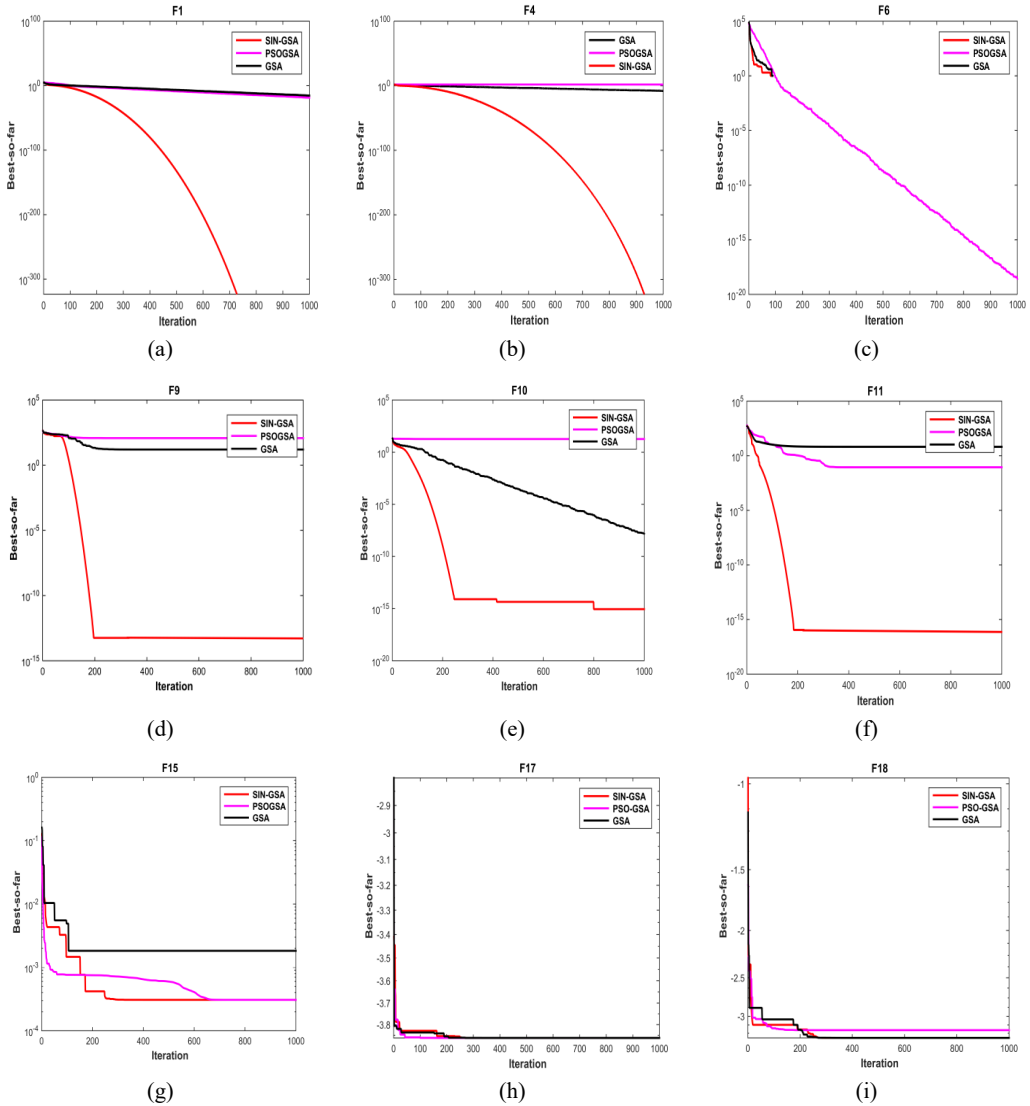 F1
10^100
10^0
10^-100
10^-200
10^-300
Best-so-far
SIN-GSA
PSOGSA
GSA
0 100 200 300 400 500 600 700 800 900 1000
Iteration
(a)
F4
10^100
10^0
10^-100
10^-200
10^-300
Best-so-far
GSA
PSOGSA
SIN-GSA
0 100 200 300 400 500 600 700 800 900 1000
Iteration
(b)
F6
10^5
10^0
10^-5
10^-10
10^-15
10^-20
Best-so-far
SIN-GSA
PSOGSA
GSA
0 100 200 300 400 500 600 700 800 900 1000
Iteration
(c)
F9
10^5
10^0
10^-5
10^-10
10^-15
Best-so-far
SIN-GSA
PSOGSA
GSA
0 200 400 600 800 1000
Iteration
(d)
F10
10^5
10^0
10^-5
10^-10
10^-15
10^-20
Best-so-far
SIN-GSA
PSOGSA
GSA
0 200 400 600 800 1000
Iteration
(e)
F11
10^5
10^0
10^-5
10^-10
10^-15
10^-20
Best-so-far
SIN-GSA
PSOGSA
GSA
0 200 400 600 800 1000
Iteration
(f)
F15
10^0
10^-1
10^-2
10^-3
10^-4
Best-so-far
SIN-GSA
PSOGSA
GSA
0 200 400 600 800 1000
Iteration
(g)
F17
-2.9
-3
-3.1
-3.2
-3.3
-3.4
-3.5
-3.6
-3.7
-3.8
Best-so-far
SIN-GSA
PSO-GSA
GSA
0 100 200 300 400 500 600 700 800 900 1000
Iteration
(h)
F18
-1
-1.5
-2
-2.5
-3
Best-so-far
SIN-GSA
PSO-GSA
GSA
0 100 200 300 400 500 600 700 800 900 1000
Iteration
(i)